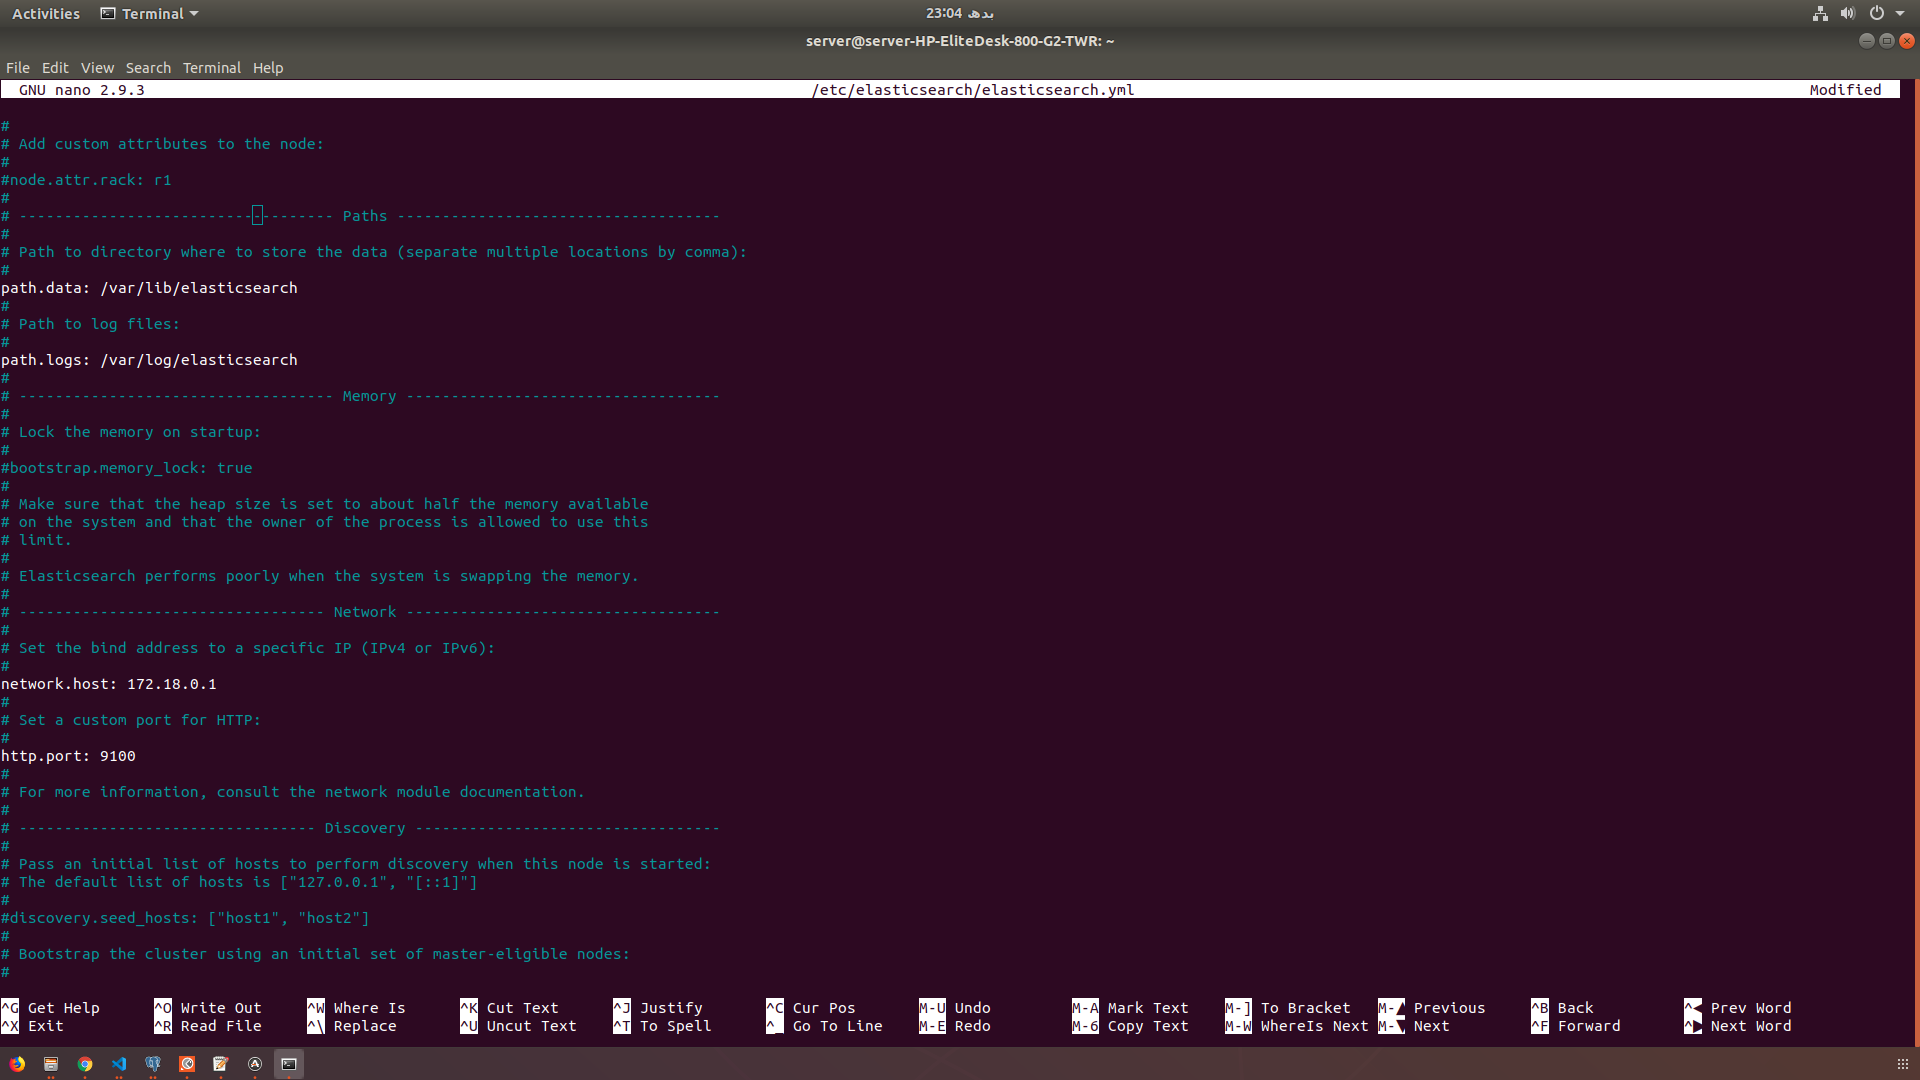 Activities Terminal بدھ 23:04
server@server-HP-EliteDesk-800-G2-TWR: ~
File Edit View Search Terminal Help
GNU nano 2.9.3 /etc/elasticsearch/elasticsearch.yml Modified
#
# Add custom attributes to the node:
#
#node.attr.rack: r1
#
# ----------------------------------- Paths ------------------------------------
#
# Path to directory where to store the data (separate multiple locations by comma):
#
path.data: /var/lib/elasticsearch
#
# Path to log files:
#
path.logs: /var/log/elasticsearch
#
# ----------------------------------- Memory -----------------------------------
#
# Lock the memory on startup:
#
#bootstrap.memory_lock: true
#
# Make sure that the heap size is set to about half the memory available
# on the system and that the owner of the process is allowed to use this
# limit.
#
# Elasticsearch performs poorly when the system is swapping the memory.
#
# ---------------------------------- Network -----------------------------------
#
# Set the bind address to a specific IP (IPv4 or IPv6):
#
network.host: 172.18.0.1
#
# Set a custom port for HTTP:
#
http.port: 9100
#
# For more information, consult the network module documentation.
#
# --------------------------------- Discovery ----------------------------------
#
# Pass an initial list of hosts to perform discovery when this node is started:
# The default list of hosts is ["127.0.0.1", "[::1]"]
#
#discovery.seed_hosts: ["host1", "host2"]
#
# Bootstrap the cluster using an initial set of master-eligible nodes:
#
^G Get Help ^O Write Out ^W Where Is ^K Cut Text ^J Justify ^C Cur Pos M-U Undo M-A Mark Text M-] To Bracket M-▲ Previous ^B Back ^◀ Prev Word
^X Exit ^R Read File ^\ Replace ^U Uncut Text ^T To Spell ^_ Go To Line M-E Redo M-6 Copy Text M-W WhereIs Next M-▼ Next ^F Forward ^▶ Next Word